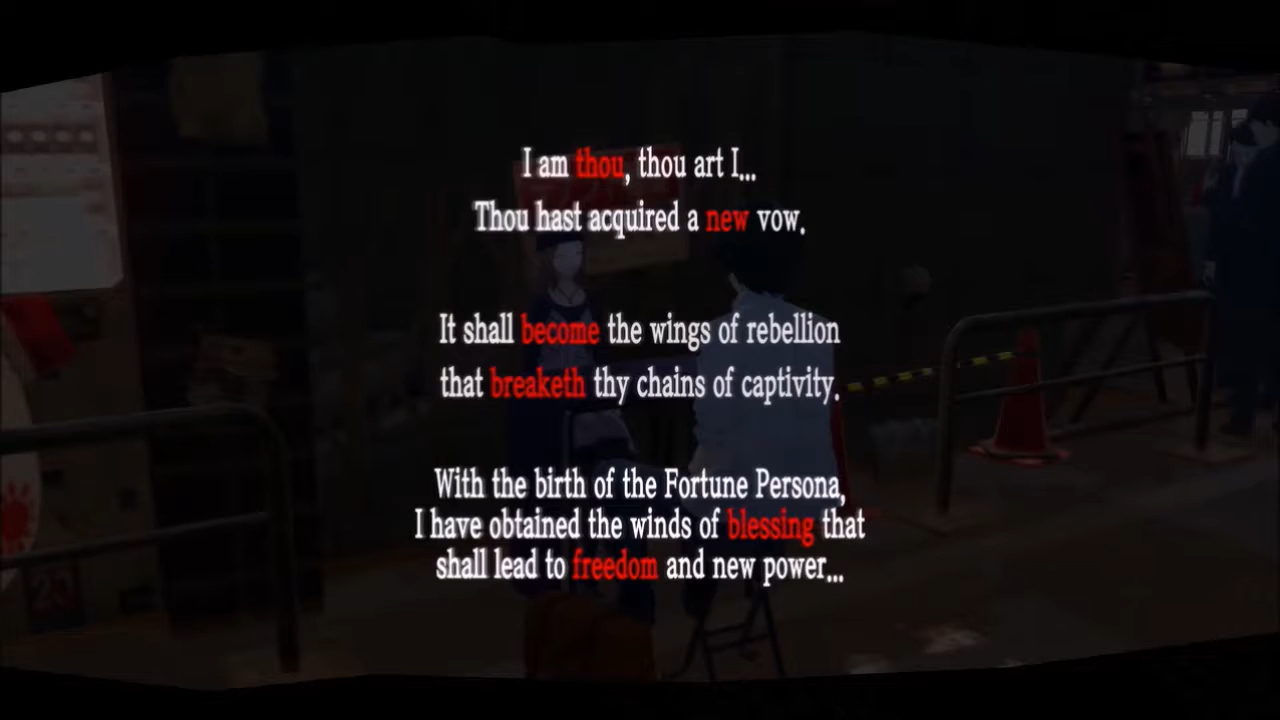 I am thou, thou art I...
Thou hast acquired a new vow.
It shall become the wings of rebellion
that breaketh thy chains of captivity.
With the birth of the Fortune Persona,
I have obtained the winds of blessing that
shall lead to freedom and new power...